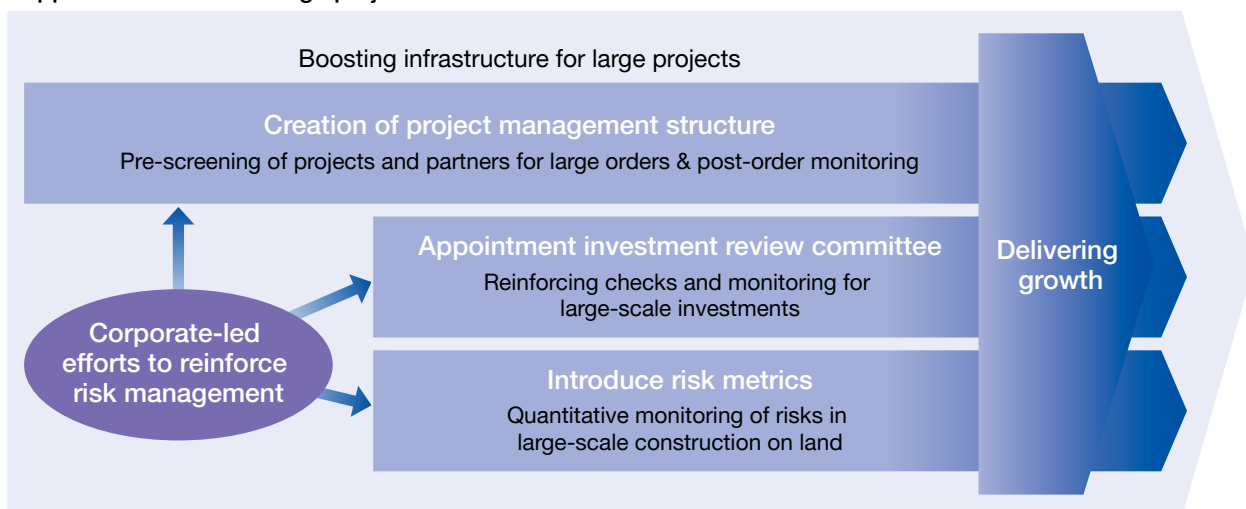 Boosting infrastructure for large projects
Creation of project management structure
Pre-screening of projects and partners for large orders & post-order monitoring
Appointment investment review committee
Reinforcing checks and monitoring for
large-scale investments
Delivering
growth
Corporate-led
efforts to reinforce
risk management
Introduce risk metrics
Quantitative monitoring of risks in
large-scale construction on land